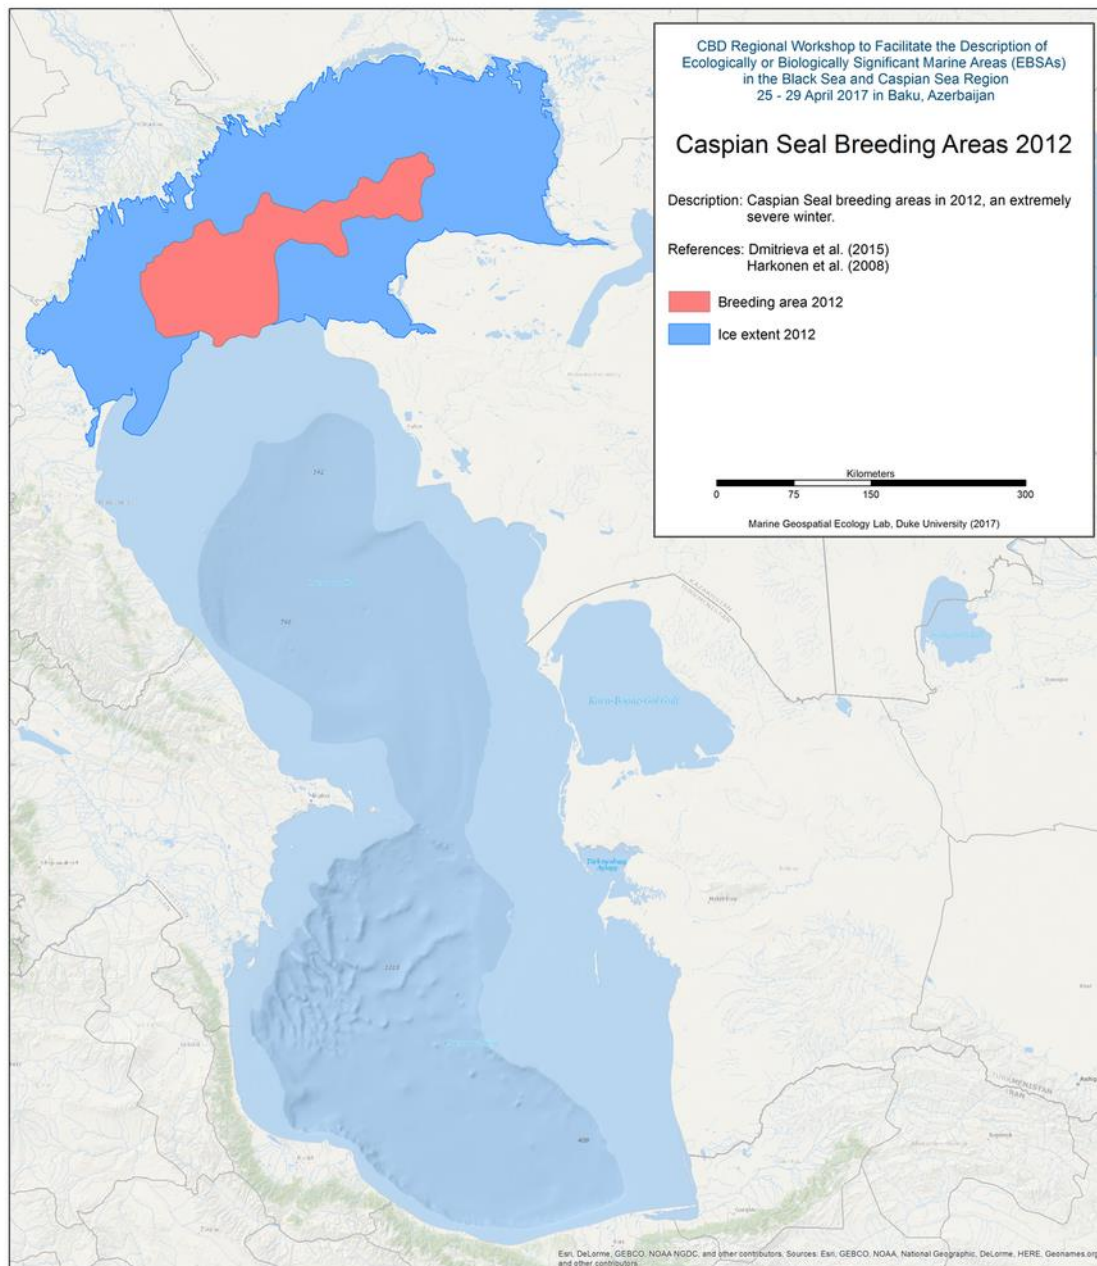 CBD Regional Workshop to Facilitate the Description of
Ecologically or Biologically Significant Marine Areas (EBSAs)
in the Black Sea and Caspian Sea Region
25 - 29 April 2017 in Baku, Azerbaijan
Caspian Seal Breeding Areas 2012
Description: Caspian Seal breeding areas in 2012, an extremely
severe winter.
References: Dmitrieva et al. (2015)
Harkonen et al. (2008)
Breeding area 2012
Ice extent 2012
Kilometers
0 75 150 300
Marine Geospatial Ecology Lab, Duke University (2017)
KAZAKHSTAN
TURKMENISTAN
TURKMENISTAN
IRAN
Esri, DeLorme, GEBCO, NOAA NGDC, and other contributors. Sources: Esri, GEBCO, NOAA, National Geographic, DeLorme, HERE, Geonames.org,
and other contributors